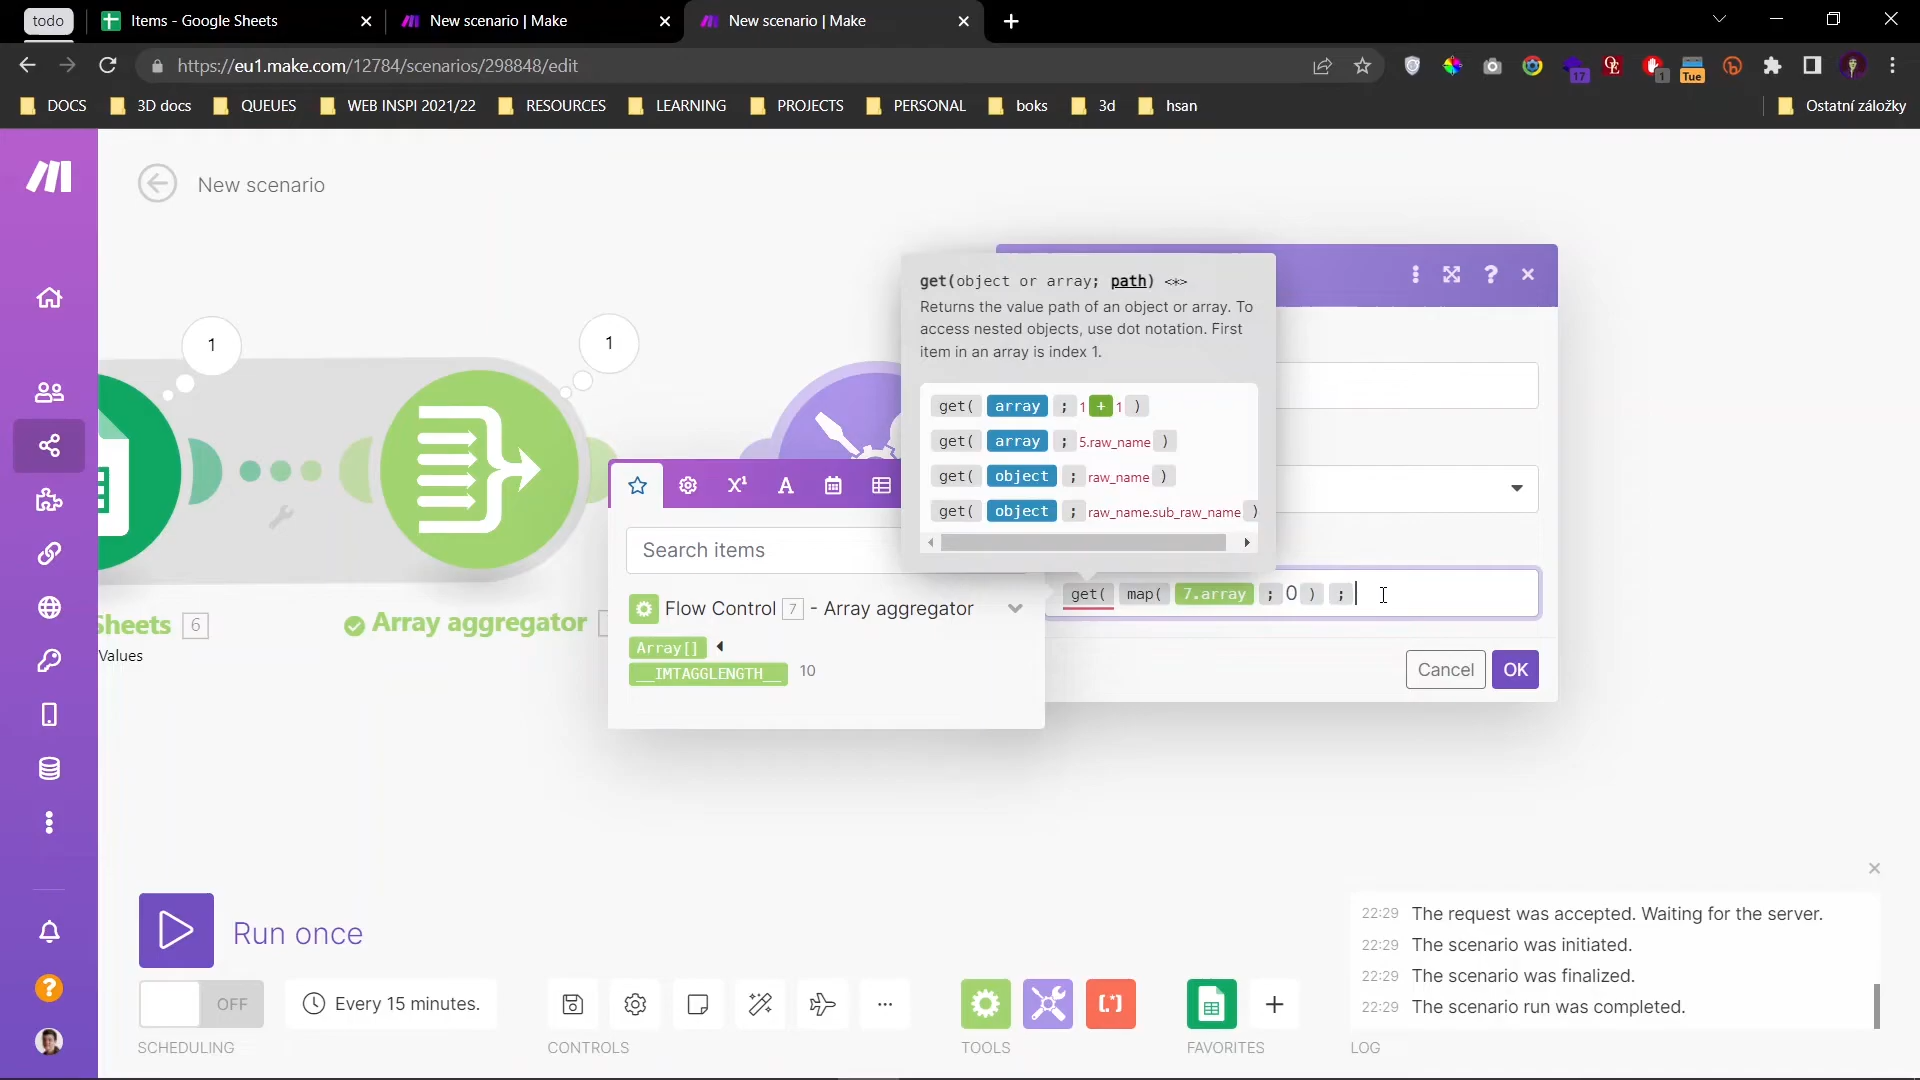 todo
Items - Google Sheets
New scenario | Make
New scenario | Make
https://eu1.make.com/12784/scenarios/298848/edit
17
1
Tue
DOCS
3D docs
QUEUES
WEB INSPI 2021/22
RESOURCES
LEARNING
PROJECTS
PERSONAL
boks
3d
hsan
Ostatní záložky
New scenario
1
1
get(object or array; path) <*>
Returns the value path of an object or array. To
access nested objects, use dot notation. First
item in an array is index 1.
get( array ; 1 + 1 )
get( array ; 5.raw_name )
get( object ; raw_name )
get( object ; raw_name.sub_raw_name )
Search items
get( map( 7.array ; 0 ) ;
Flow Control 7 - Array aggregator
Array[]
__IMTAGGLENGTH__ 10
Sheets 6
Values
Array aggregator
Cancel
OK
Run once
22:29 The request was accepted. Waiting for the server.
22:29 The scenario was initiated.
22:29 The scenario was finalized.
22:29 The scenario run was completed.
OFF
Every 15 minutes.
SCHEDULING
CONTROLS
TOOLS
FAVORITES
LOG